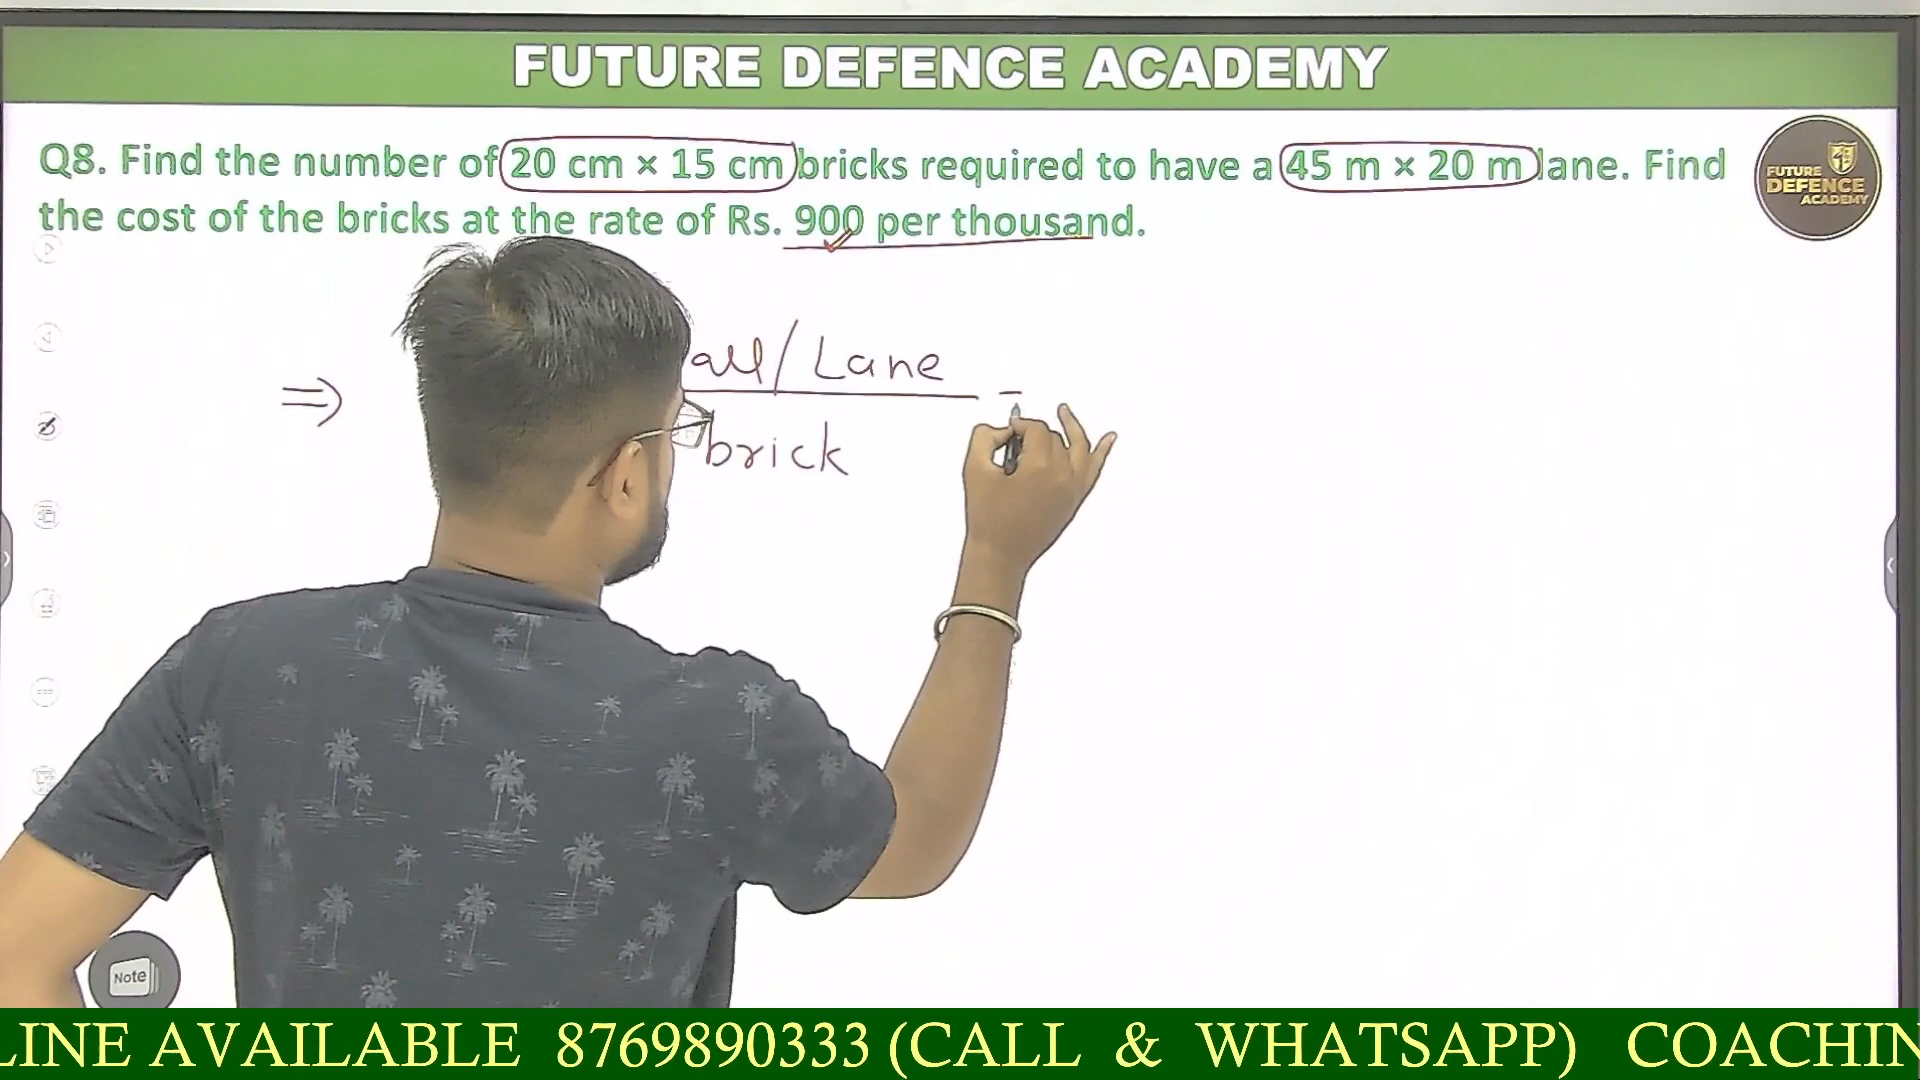 FUTURE DEFENCE ACADEMY
Q8. Find the number of 20 cm × 15 cm bricks required to have a 45 m × 20 m lane. Find
the cost of the bricks at the rate of Rs. 900 per thousand.
FUTURE
DEFENCE
ACADEMY
⇒ all / Lane =
brick
Note
LINE AVAILABLE 8769890333 (CALL & WHATSAPP) COACHIN